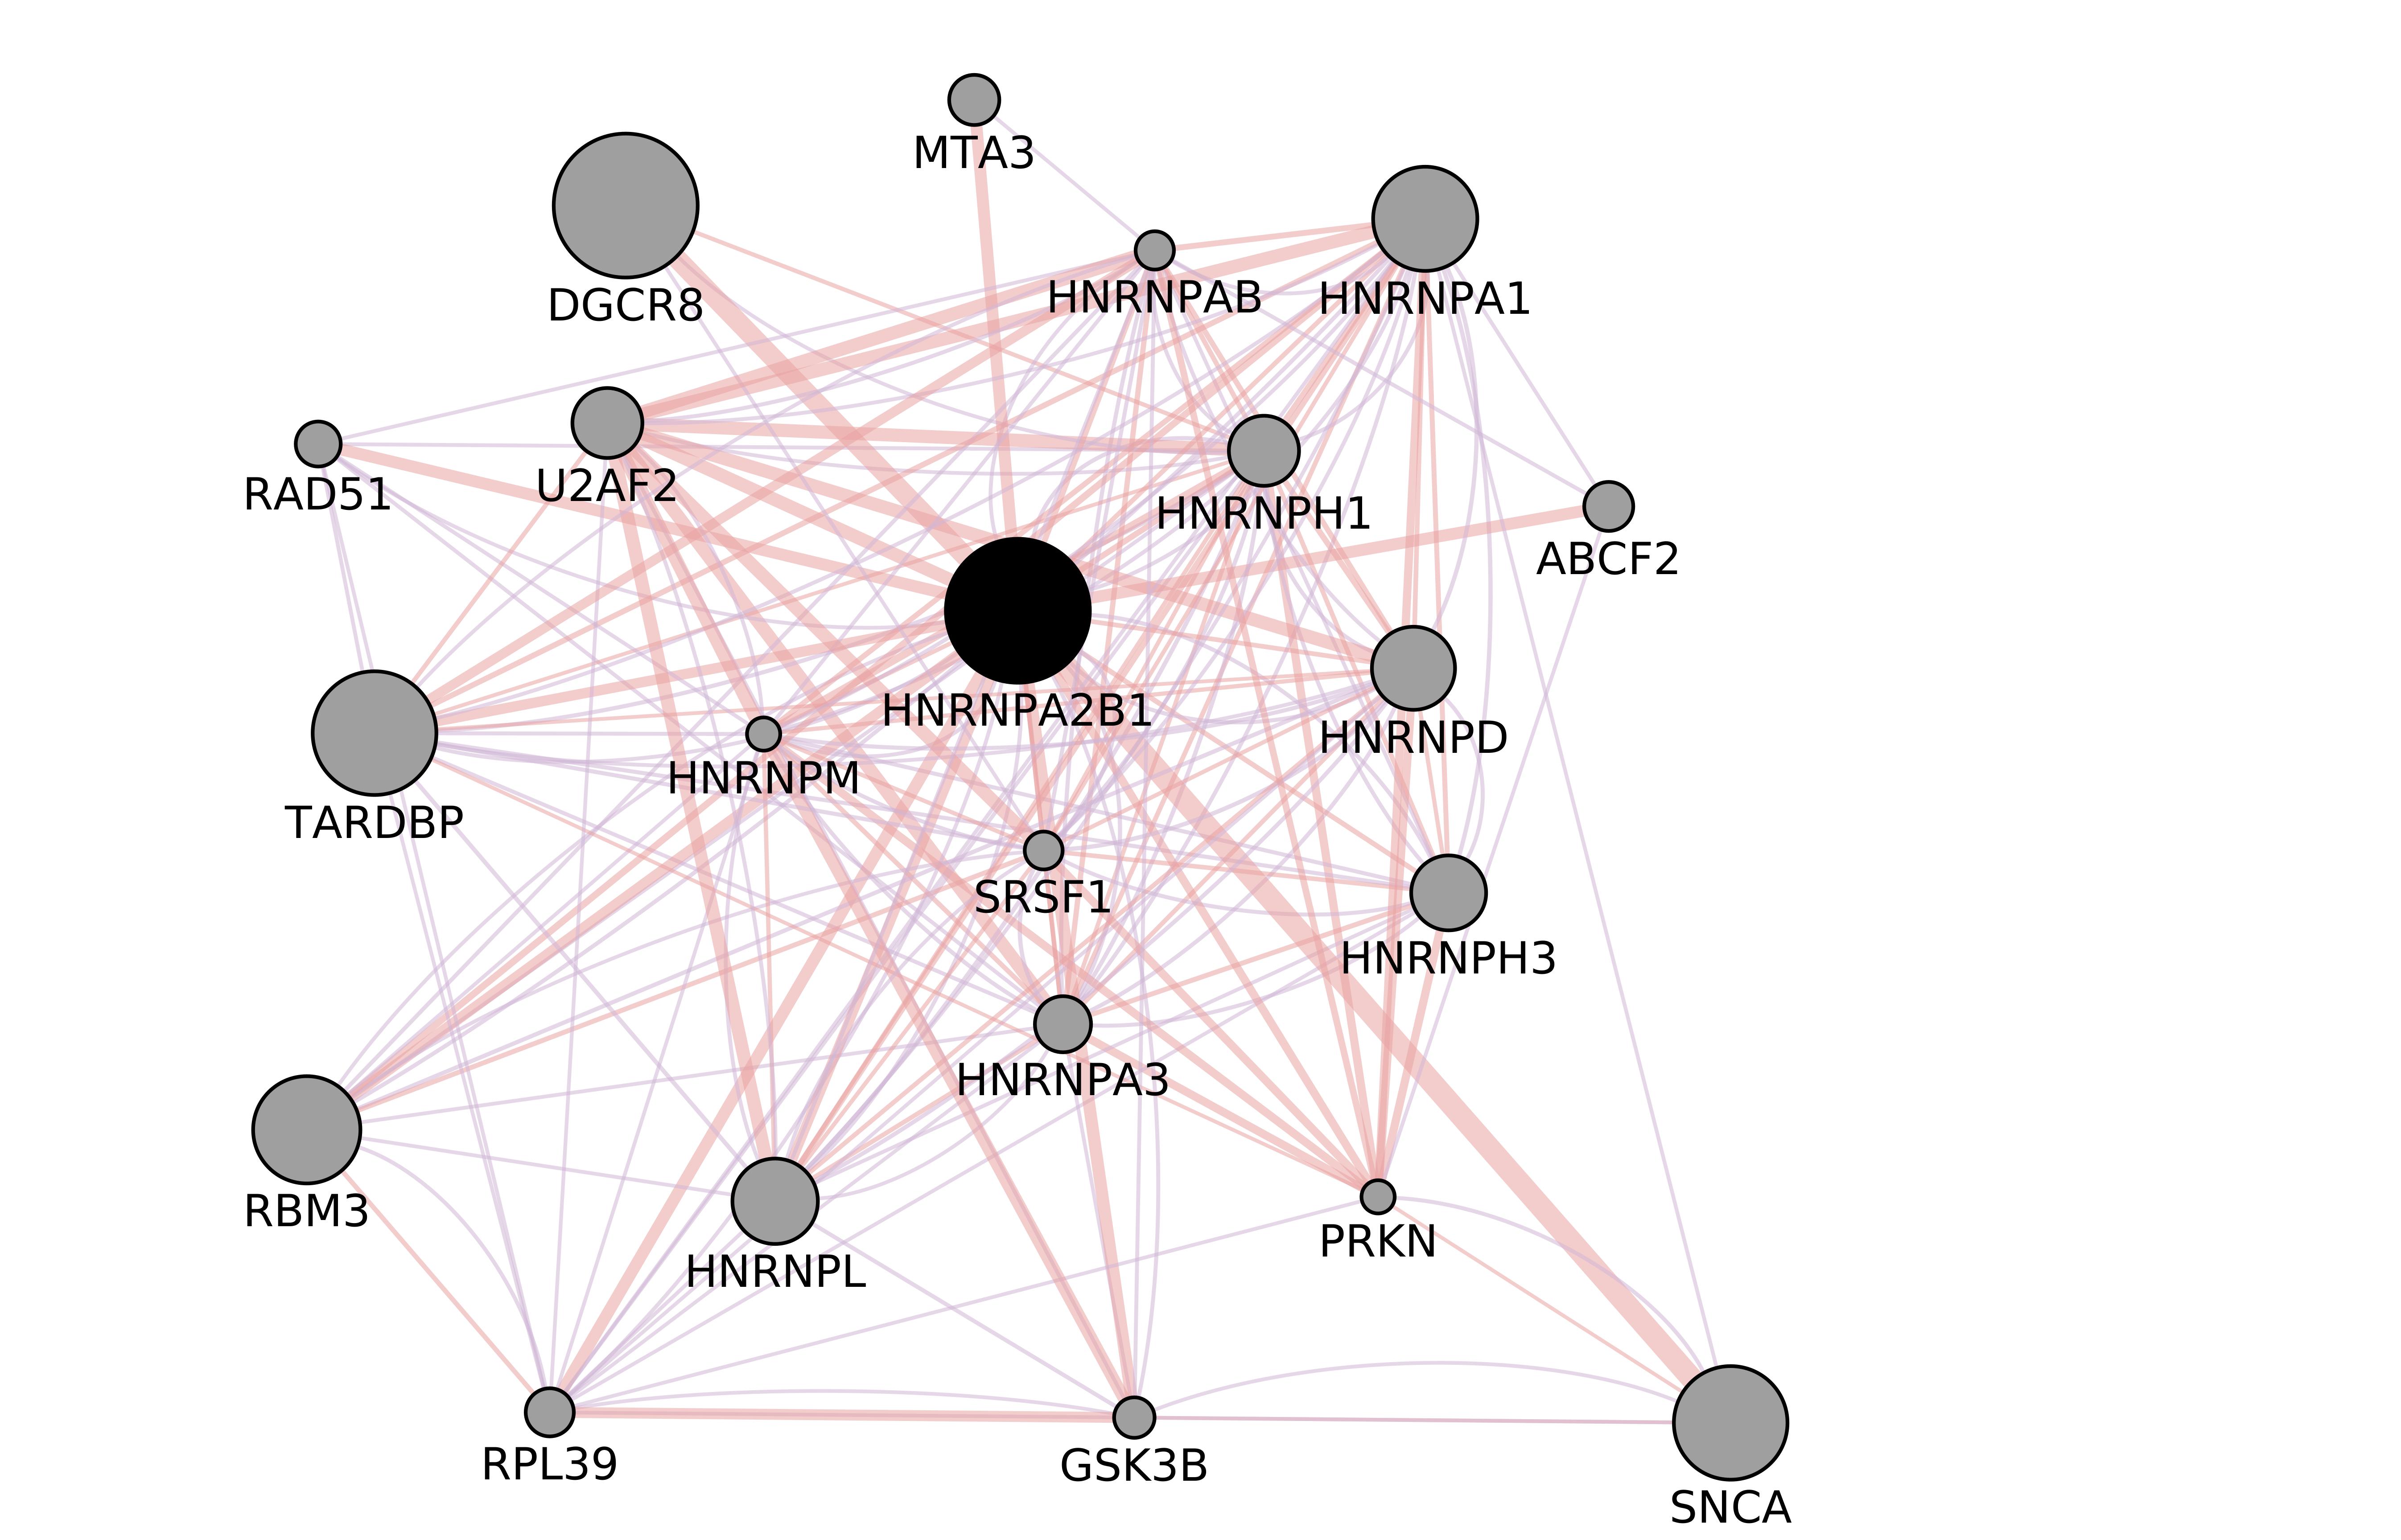 MTA3
DGCR8
HNRNPAB
HNRNPA1
RAD51
U2AF2
HNRNPH1
ABCF2
HNRNPA2B1
HNRNPD
HNRNPM
TARDBP
SRSF1
HNRNPH3
HNRNPA3
RBM3
PRKN
HNRNPL
RPL39
GSK3B
SNCA